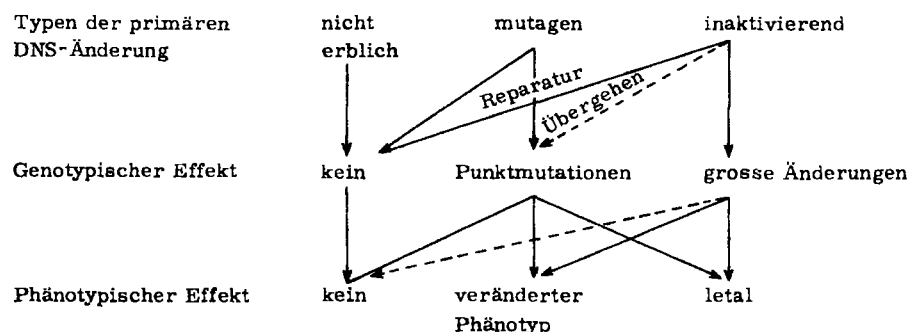 Typen der primären nicht mutagen inaktivierend
DNS-Änderung erblich
Reparatur
Übergehen
Genotypischer Effekt kein Punktmutationen grosse Änderungen
Phänotypischer Effekt kein veränderter letal
Phänotyp